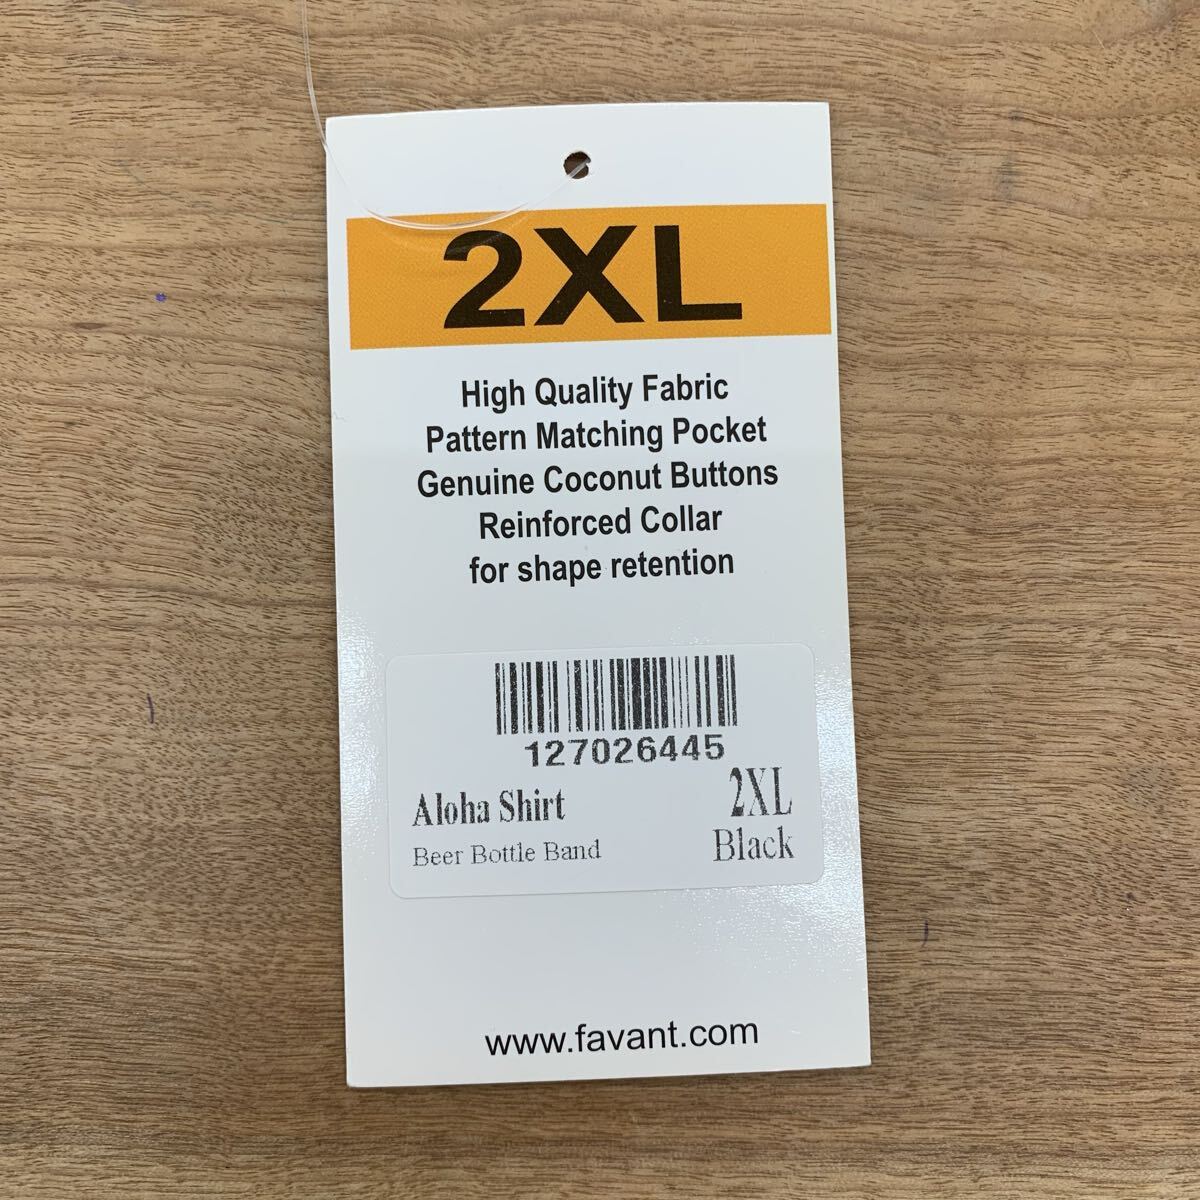 2XL
High Quality Fabric
Pattern Matching Pocket
Genuine Coconut Buttons
Reinforced Collar
for shape retention
127026445
Aloha Shirt 2XL
Beer Bottle Band Black
www.favant.com